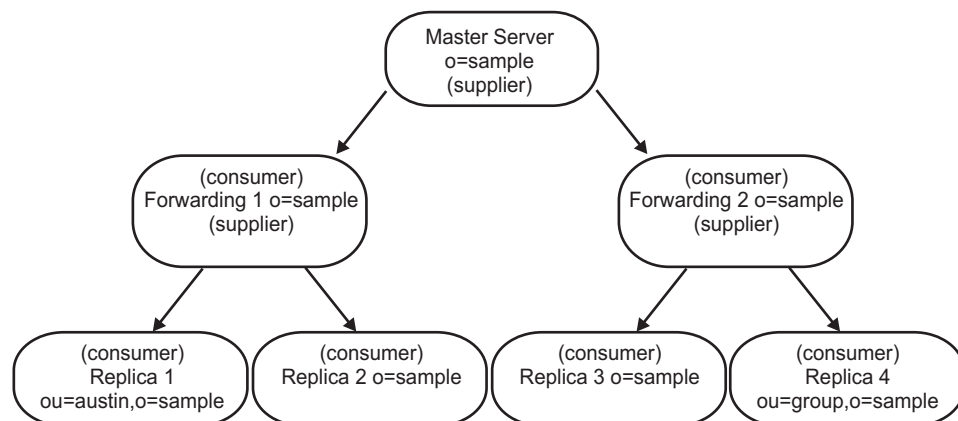 Master Server
o=sample
(supplier)
(consumer)
Forwarding 1 o=sample
(supplier)
(consumer)
Forwarding 2 o=sample
(supplier)
(consumer)
Replica 1
ou=austin,o=sample
(consumer)
Replica 2 o=sample
(consumer)
Replica 3 o=sample
(consumer)
Replica 4
ou=group,o=sample